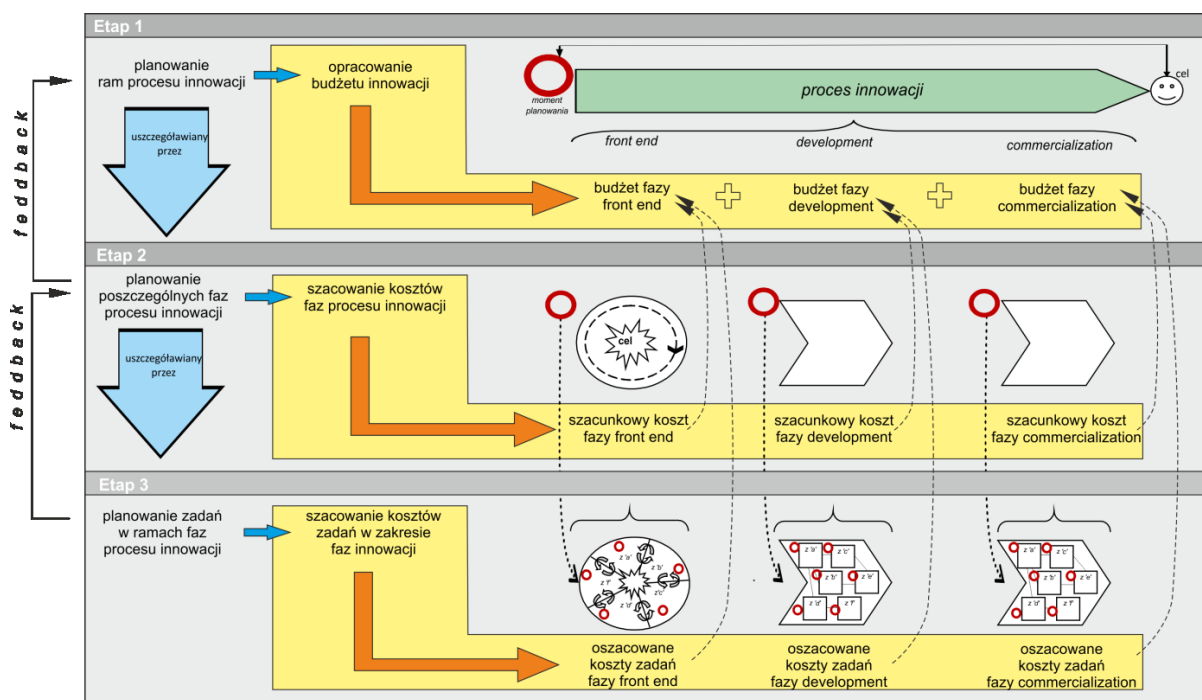 Etap 1
planowanie
ram procesu innowacji
opracowanie
budżetu innowacji
moment
planowania
proces innowacji
cel
uszczegóławiany
przez
front end
development
commercialization
budżet fazy
front end
budżet fazy
development
budżet fazy
commercialization
feddback
Etap 2
planowanie
poszczególnych faz
procesu innowacji
szacowanie kosztów
faz procesu innowacji
cel
uszczegóławiany
przez
szacunkowy koszt
fazy front end
szacunkowy koszt
fazy development
szacunkowy koszt
fazy commercialization
feddback
Etap 3
planowanie zadań
w ramach faz
procesu innowacji
szacowanie kosztów
zadań w zakresie
faz innowacji
z 'a'
z 'b'
z 'f'
z'c'
z 'd'
z 'a'
z 'c'
z 'b'
z 'e'
z 'd'
z 'f'
z 'a'
z 'c'
z 'b'
z 'e'
z 'd'
z 'f'
oszacowane
koszty zadań
fazy front end
oszacowane
koszty zadań
fazy development
oszacowane
koszty zadań
fazy commercialization